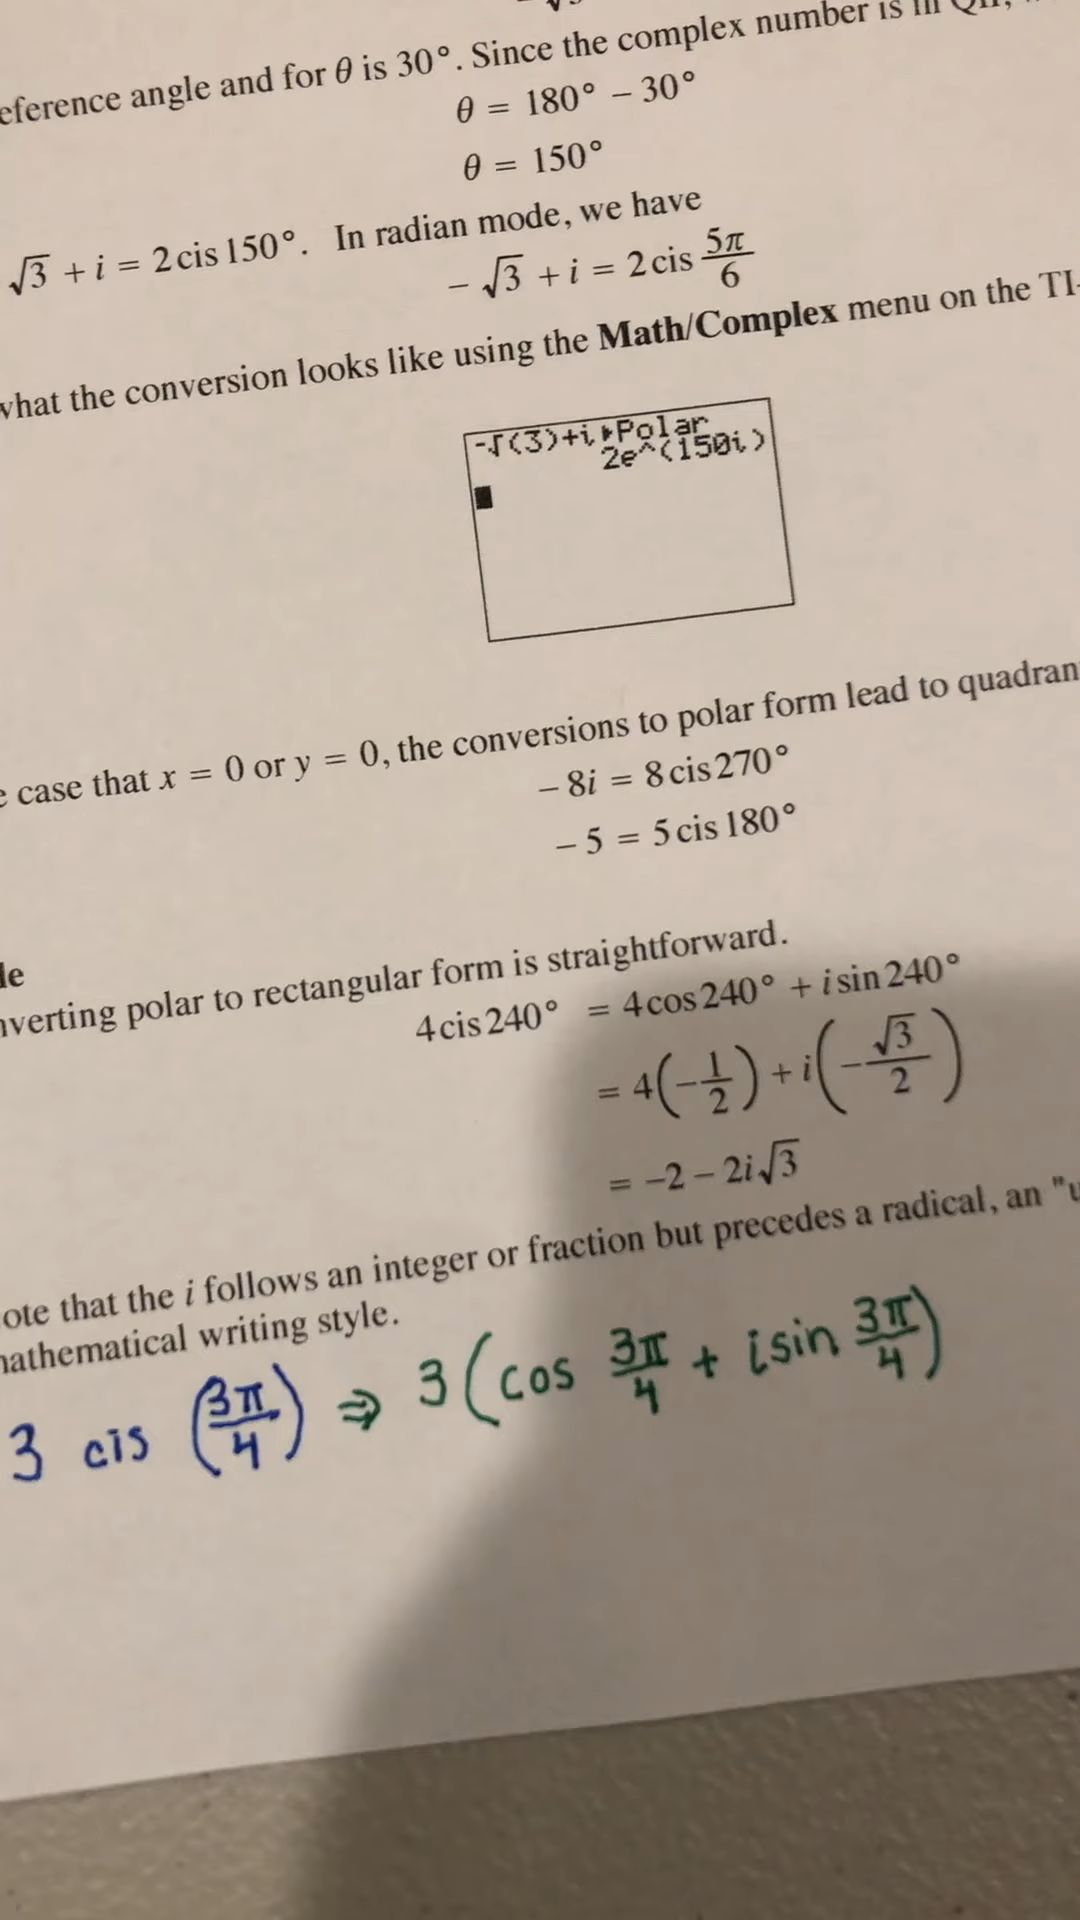 eference angle and for θ is 30°. Since the complex number is in
θ = 180° − 30°
θ = 150°
√3 + i = 2 cis 150°. In radian mode, we have
− √3 + i = 2 cis 5π/6
what the conversion looks like using the Math/Complex menu on the TI-
-√(3)+i▸Polar
2e^(150i)
e case that x = 0 or y = 0, the conversions to polar form lead to quadran
− 8i = 8 cis 270°
− 5 = 5 cis 180°
le
nverting polar to rectangular form is straightforward.
4 cis 240° = 4 cos 240° + i sin 240°
= 4(−1/2) + i(−√3/2)
= −2 − 2i√3
ote that the i follows an integer or fraction but precedes a radical, an "u
nathematical writing style.
3 cis (3π/4) ⇒ 3 (cos 3π/4 + isin 3π/4)